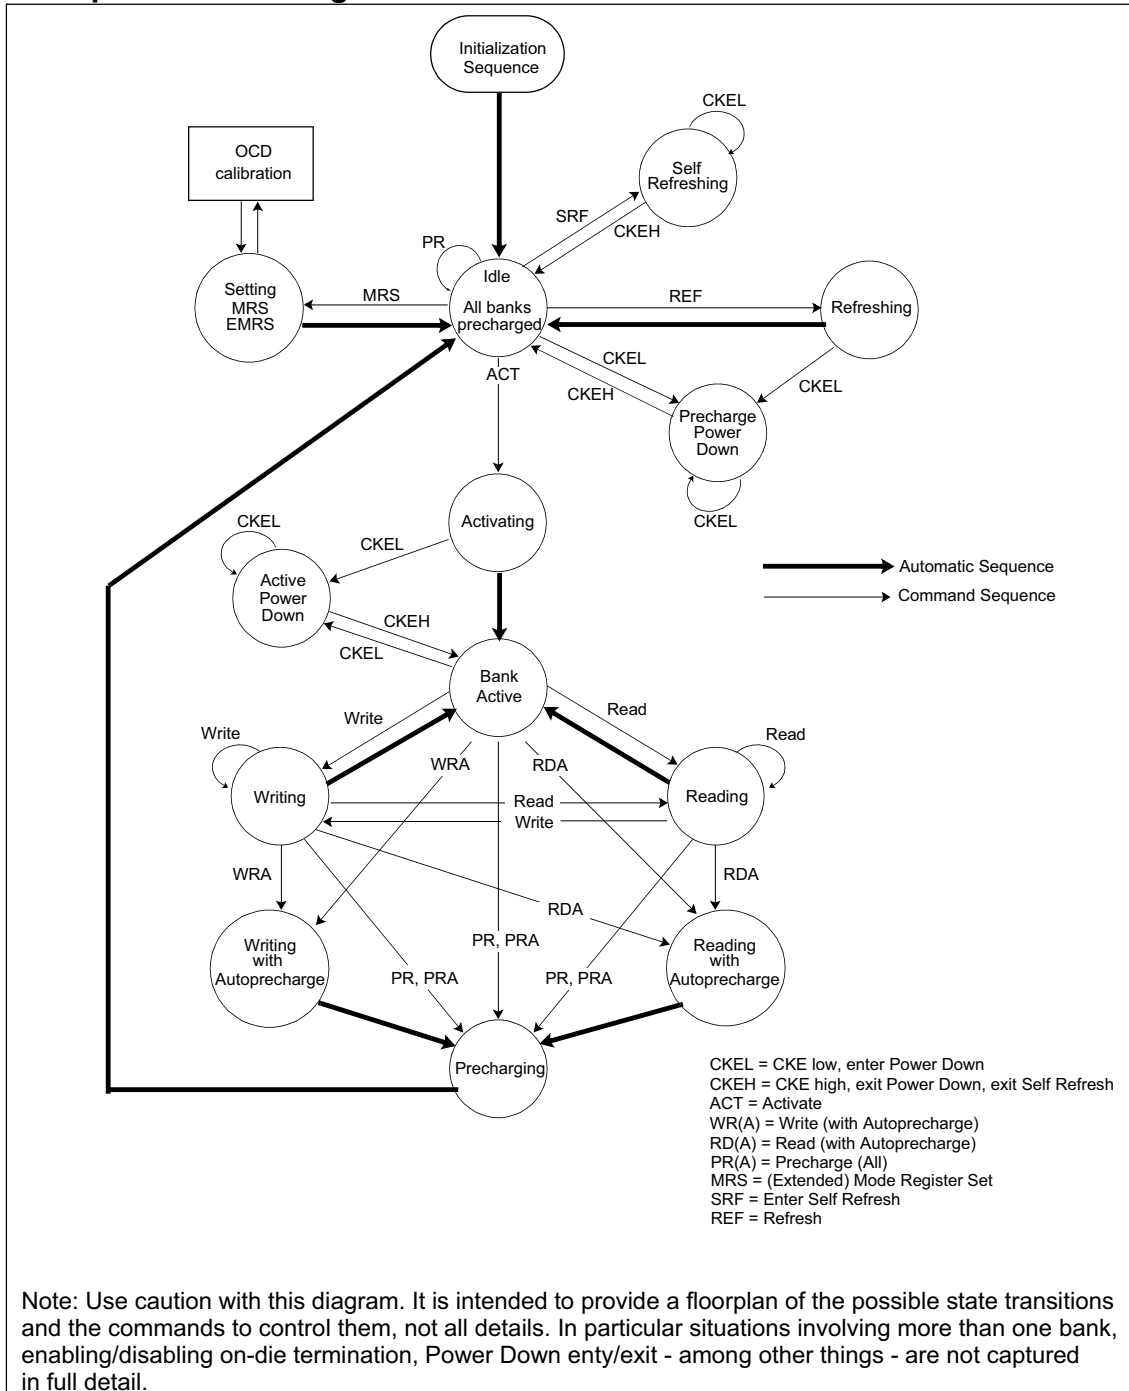 Initialization
Sequence
CKEL
OCD
calibration
Self
Refreshing
SRF
CKEH
PR
Idle
All banks
precharged
Setting
MRS
EMRS
MRS
REF
Refreshing
CKEL
CKEH
CKEL
ACT
Precharge
Power
Down
CKEL
Activating
CKEL
CKEL
Active
Power
Down
Automatic Sequence
Command Sequence
CKEH
CKEL
Bank
Active
Write
Read
Write
Read
WRA
RDA
Writing
Reading
Read
Write
WRA
RDA
RDA
Writing
with
Autoprecharge
PR, PRA
Reading
with
Autoprecharge
PR, PRA
PR, PRA
Precharging
CKEL = CKE low, enter Power Down
CKEH = CKE high, exit Power Down, exit Self Refresh
ACT = Activate
WR(A) = Write (with Autoprecharge)
RD(A) = Read (with Autoprecharge)
PR(A) = Precharge (All)
MRS = (Extended) Mode Register Set
SRF = Enter Self Refresh
REF = Refresh
Note: Use caution with this diagram. It is intended to provide a floorplan of the possible state transitions
and the commands to control them, not all details. In particular situations involving more than one bank,
enabling/disabling on-die termination, Power Down enty/exit - among other things - are not captured
in full detail.